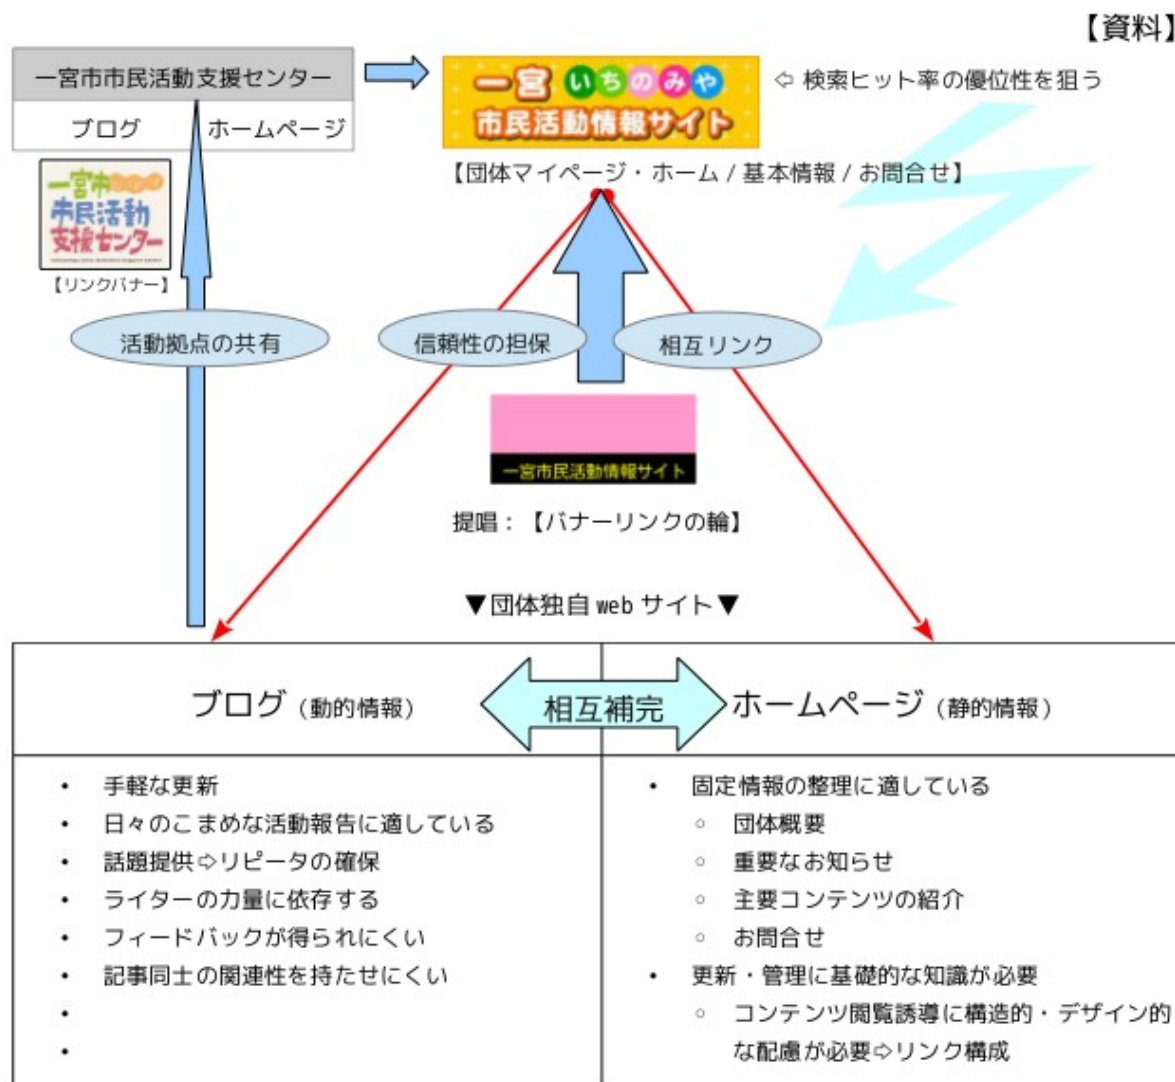 【資料】
一宮市市民活動支援センター
ブログ ホームページ
一宮市
市民活動
支援センター
【リンクバナー】
一宮 いちのみや
市民活動情報サイト
⇦ 検索ヒット率の優位性を狙う
【団体マイページ・ホーム / 基本情報 / お問合せ】
活動拠点の共有
信頼性の担保
相互リンク
一宮市民活動情報サイト
提唱：【バナーリンクの輪】
▼団体独自 web サイト▼
ブログ（動的情報）
相互補完
ホームページ（静的情報）
• 手軽な更新
• 日々のこまめな活動報告に適している
• 話題提供⇨リピータの確保
• ライターの力量に依存する
• フィードバックが得られにくい
• 記事同士の関連性を持たせにくい
•
•
• 固定情報の整理に適している
◦ 団体概要
◦ 重要なお知らせ
◦ 主要コンテンツの紹介
◦ お問合せ
• 更新・管理に基礎的な知識が必要
◦ コンテンツ閲覧誘導に構造的・デザイン的
な配慮が必要⇨リンク構成